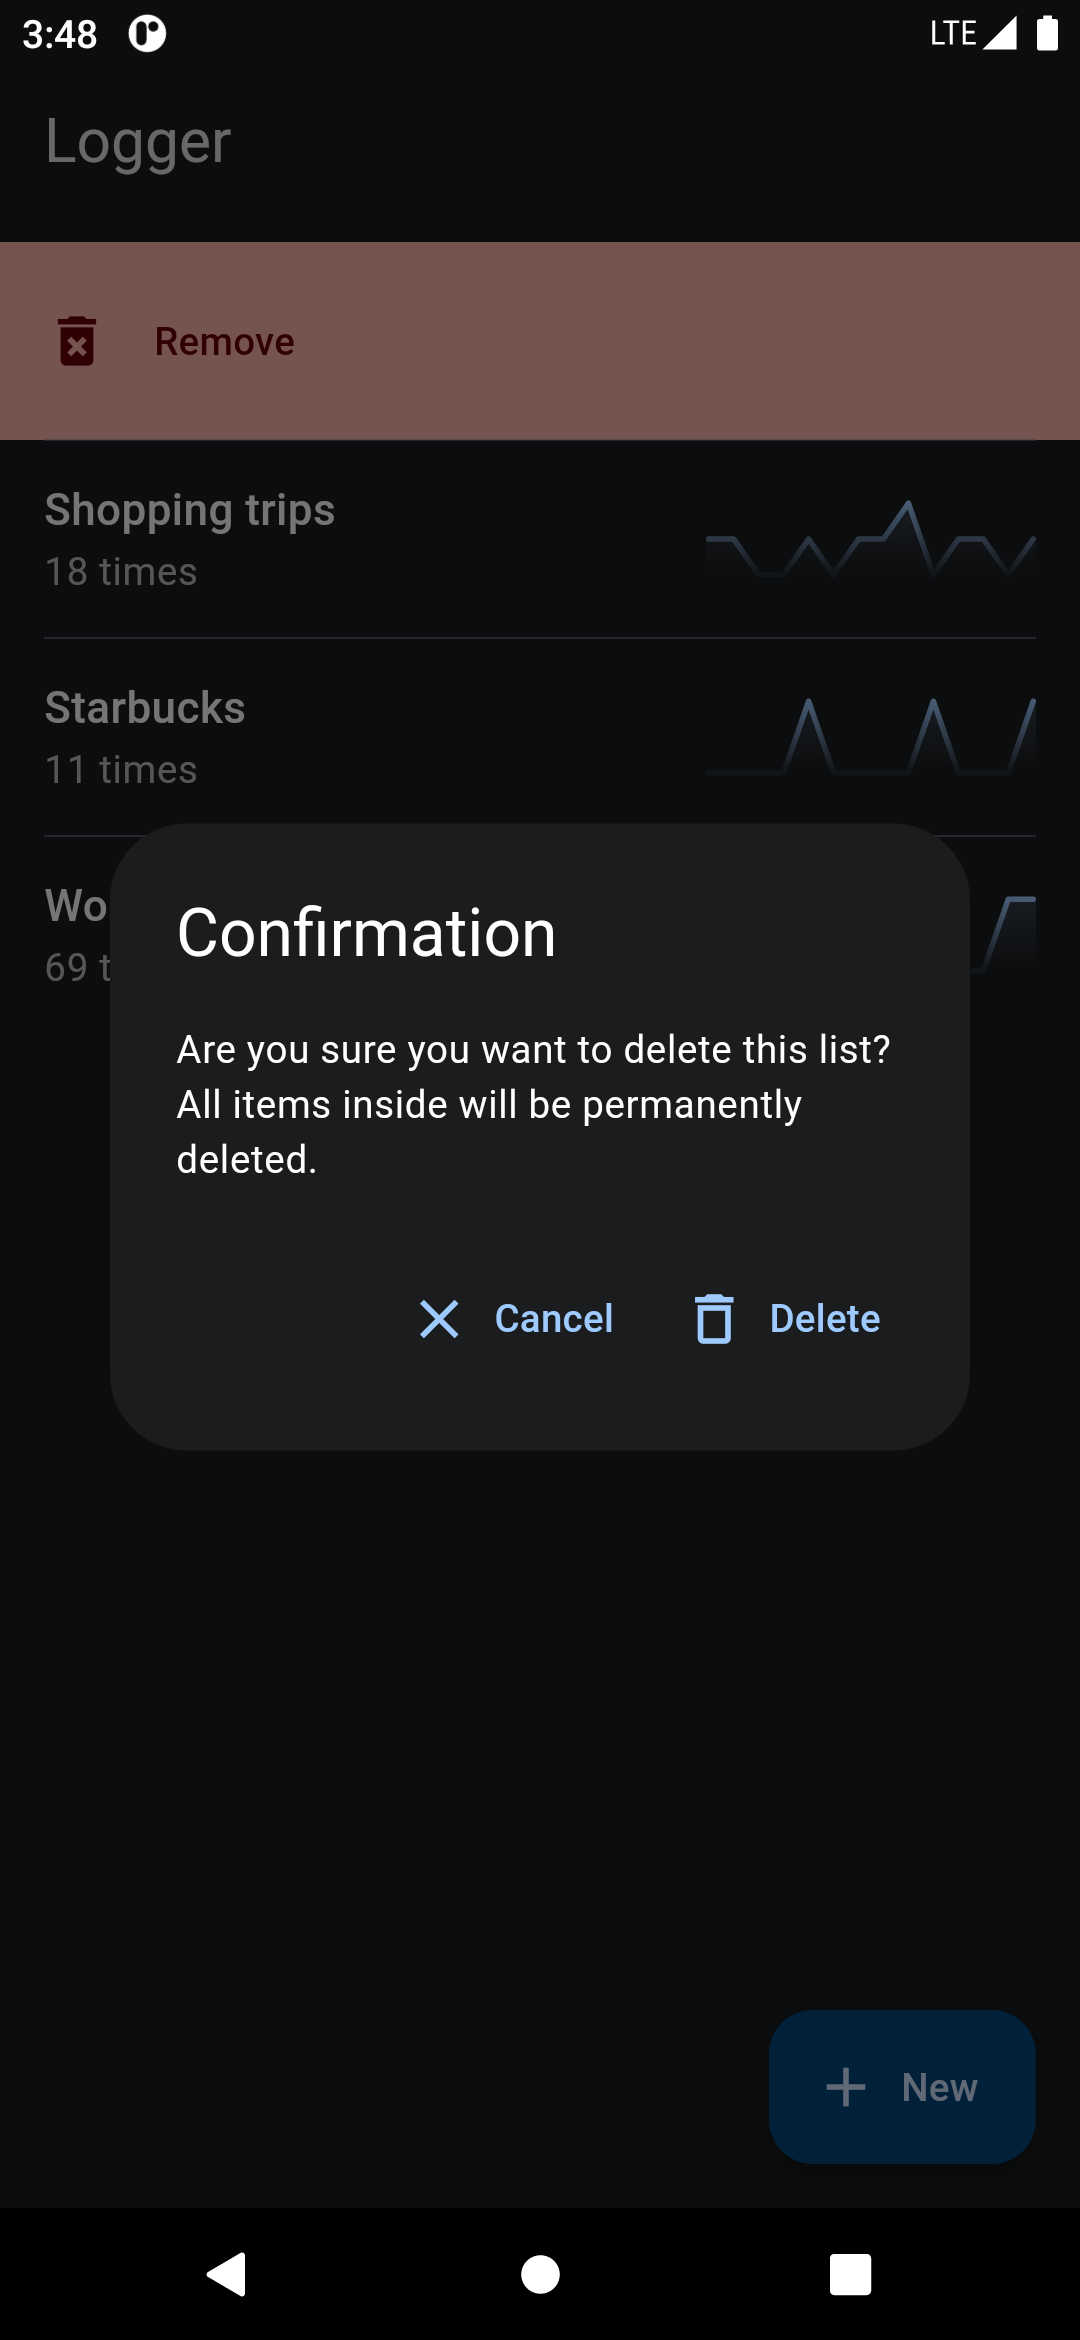 3:48
LTE
Logger
Remove
Shopping trips
18 times
Starbucks
11 times
Wo
69 t
Confirmation
Are you sure you want to delete this list?
All items inside will be permanently
deleted.
Cancel
Delete
New